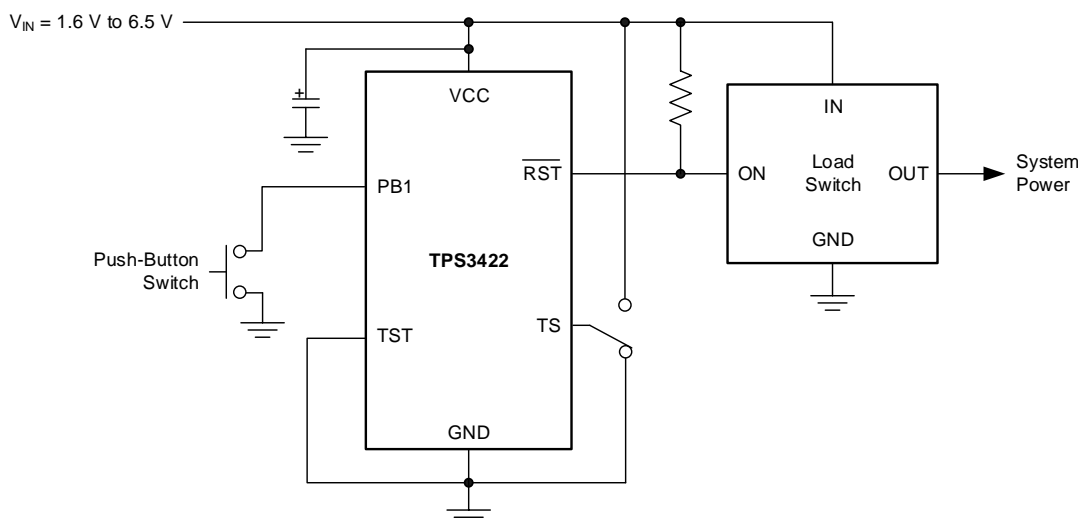 V_IN = 1.6 V to 6.5 V
+
VCC
IN
PB1
RST
ON
Load
Switch
OUT
System
Power
Push-Button
Switch
TPS3422
GND
TST
TS
GND